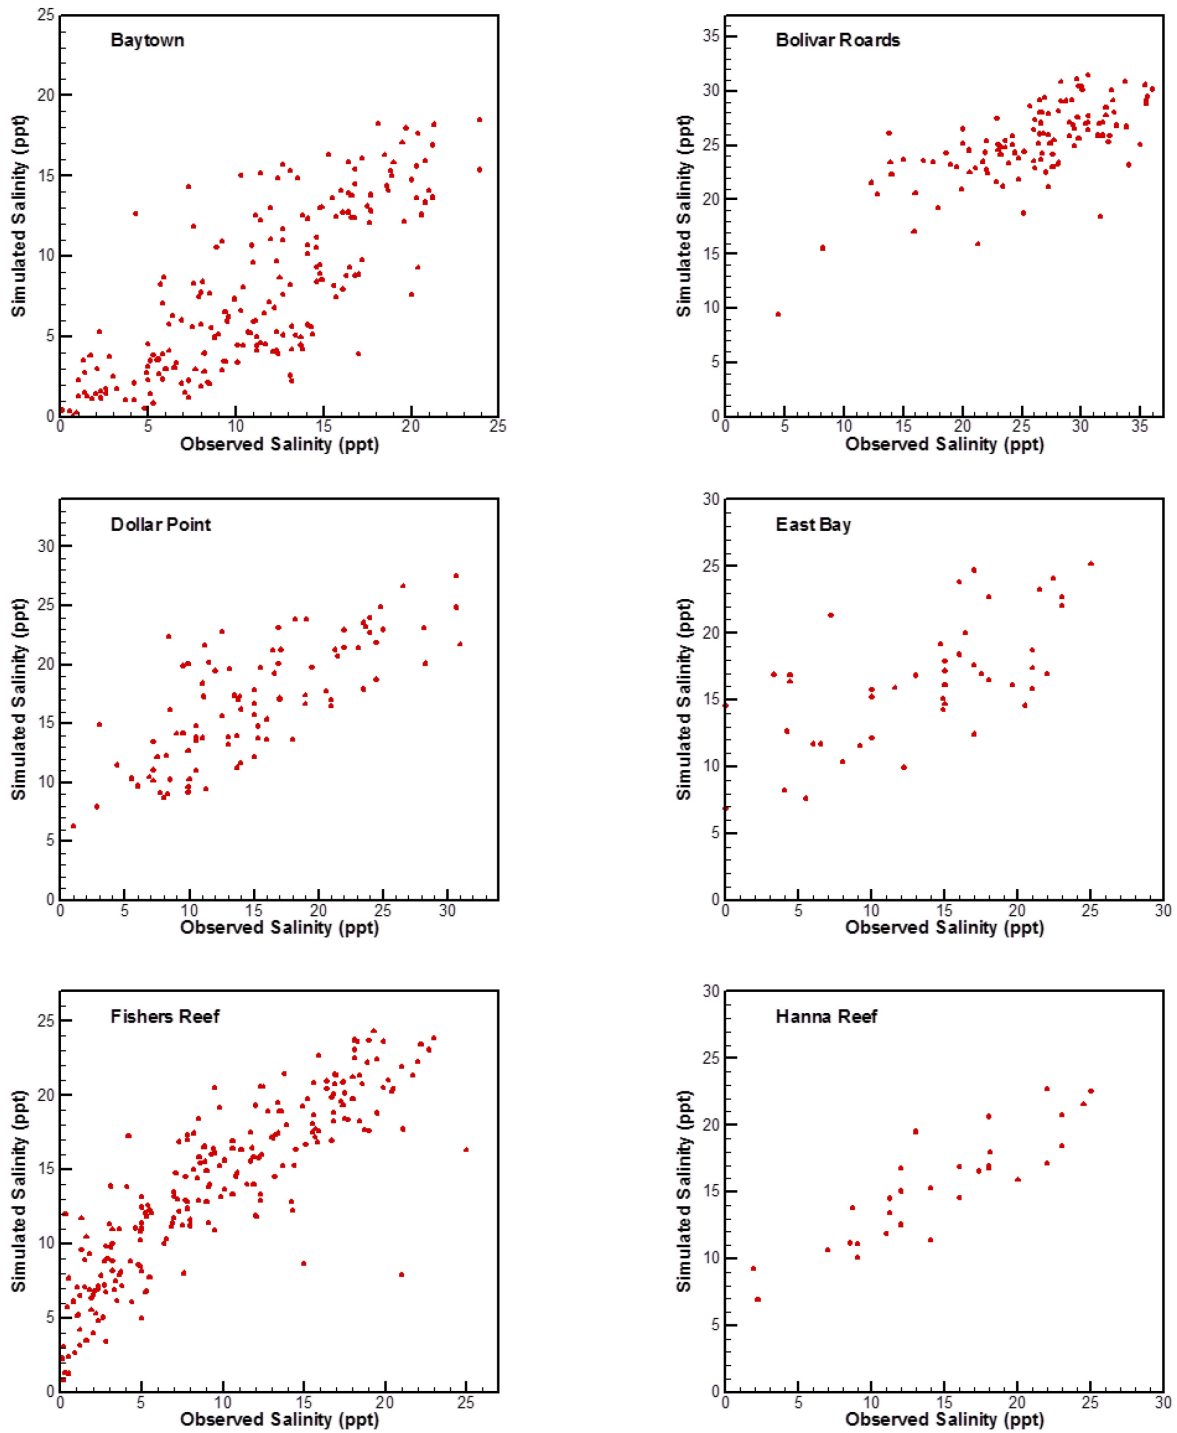 Baytown
Simulated Salinity (ppt)
25
20
15
10
5
0
0 5 10 15 20 25
Observed Salinity (ppt)
Bolivar Roards
Simulated Salinity (ppt)
35
30
25
20
15
10
5
0
0 5 10 15 20 25 30 35
Observed Salinity (ppt)
Dollar Point
Simulated Salinity (ppt)
30
25
20
15
10
5
0
0 5 10 15 20 25 30
Observed Salinity (ppt)
East Bay
Simulated Salinity (ppt)
30
25
20
15
10
5
0
0 5 10 15 20 25 30
Observed Salinity (ppt)
Fishers Reef
Simulated Salinity (ppt)
25
20
15
10
5
0
0 5 10 15 20 25
Observed Salinity (ppt)
Hanna Reef
Simulated Salinity (ppt)
30
25
20
15
10
5
0
0 5 10 15 20 25 30
Observed Salinity (ppt)